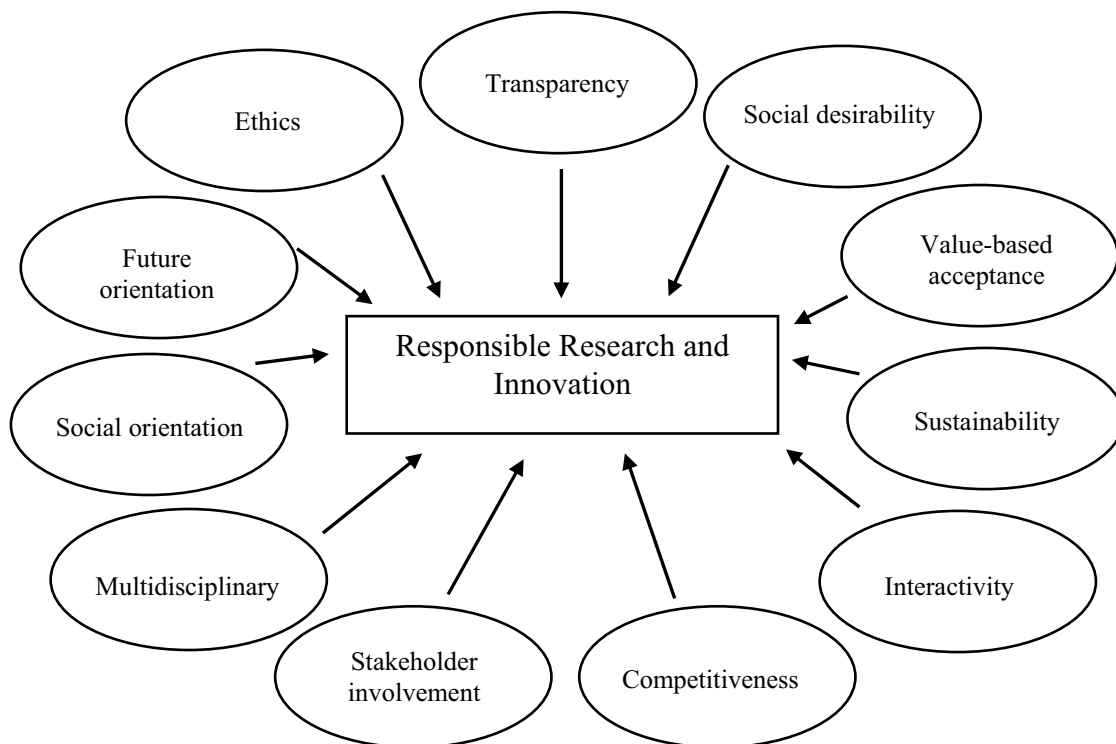 Transparency
Ethics
Social desirability
Future
orientation
Value-based
acceptance
Responsible Research and
Innovation
Social orientation
Sustainability
Multidisciplinary
Interactivity
Stakeholder
involvement
Competitiveness